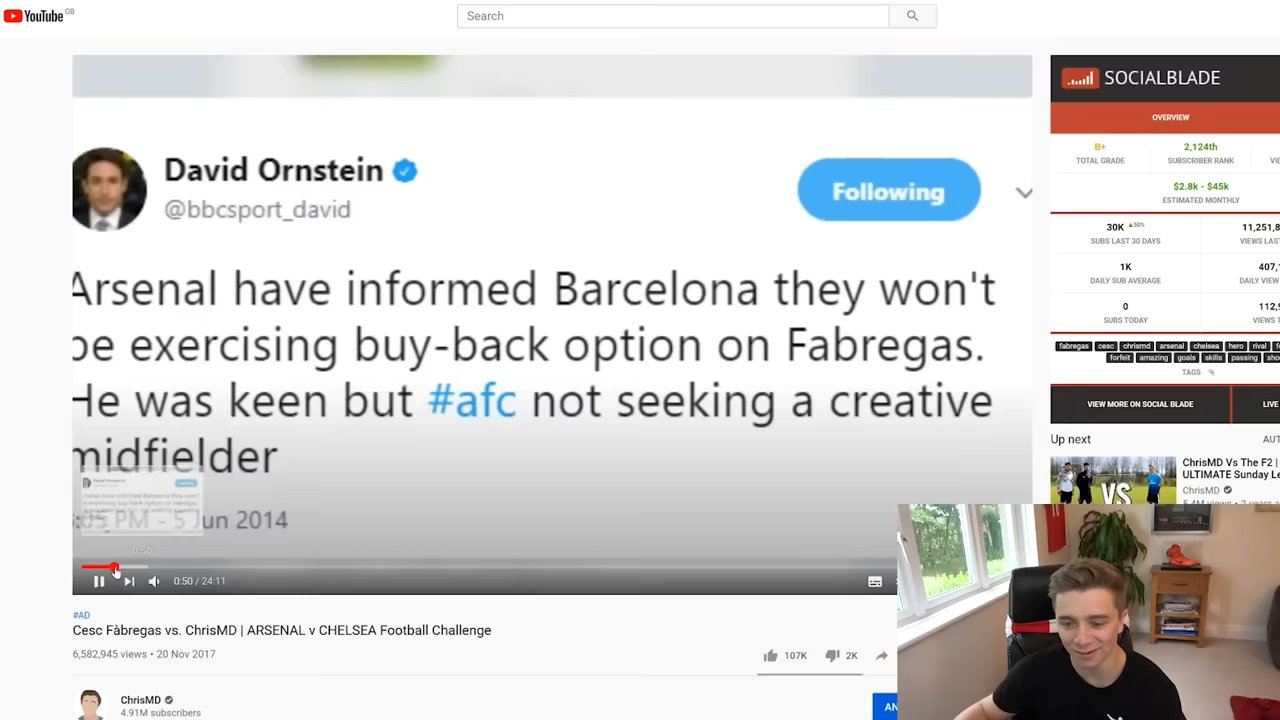 YouTube GB
Search
David Ornstein
@bbcsport_david
Following
Arsenal have informed Barcelona they won't
be exercising buy-back option on Fabregas.
He was keen but #afc not seeking a creative
midfielder
:05 PM - 5 Jun 2014
0:50
0:50 / 24:11
#AD
Cesc Fàbregas vs. ChrisMD | ARSENAL v CHELSEA Football Challenge
6,582,945 views • 20 Nov 2017
107K
2K
AN
ChrisMD
4.91M subscribers
SOCIALBLADE
OVERVIEW
B+
TOTAL GRADE
2,124th
SUBSCRIBER RANK
VID
$2.8k - $45k
ESTIMATED MONTHLY
30K ▲50%
SUBS LAST 30 DAYS
11,251,8
VIEWS LAS
1K
DAILY SUB AVERAGE
407,
DAILY VIEW
0
SUBS TODAY
112,
VIEWS T
fabregas cesc chrismd arsenal chelsea hero rival
forfeit amazing goals skills passing sho
TAGS
VIEW MORE ON SOCIAL BLADE
LIVE
Up next
AUT
ChrisMD Vs The F2 |
ULTIMATE Sunday Le
ChrisMD
VS